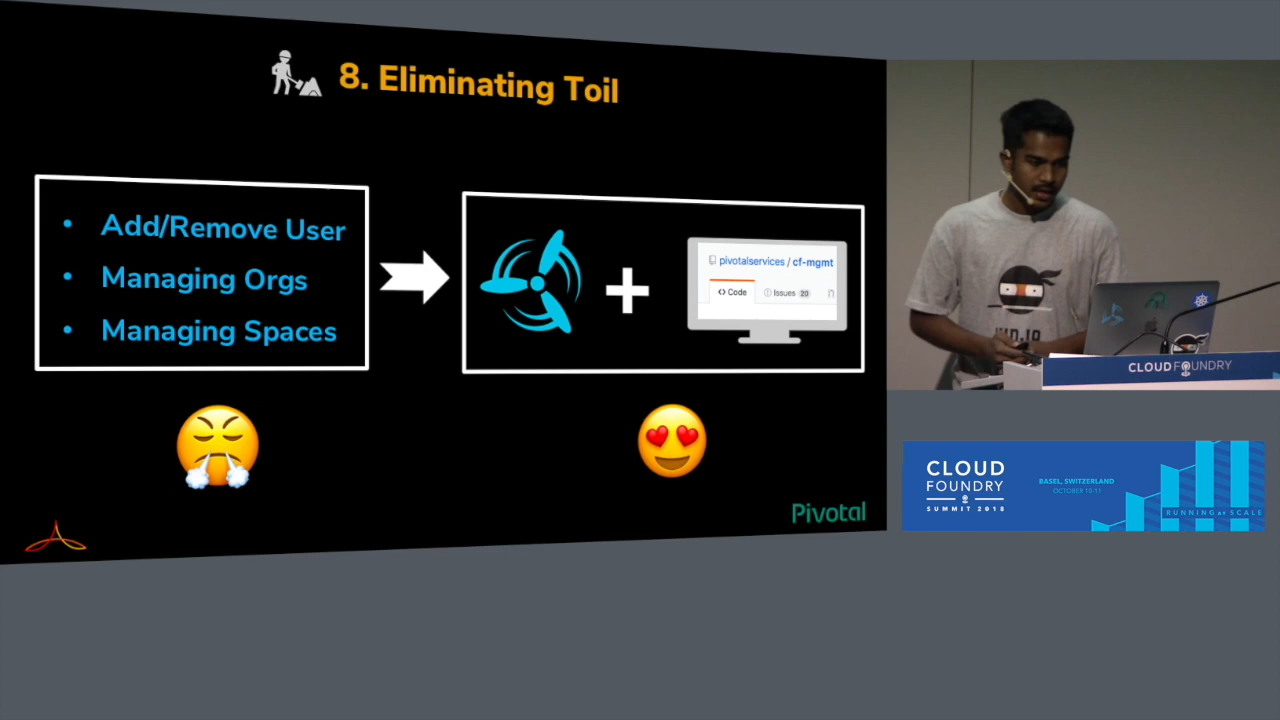 8. Eliminating Toil
• Add/Remove User
• Managing Orgs
• Managing Spaces
pivotalservices / cf-mgmt
<> Code
Issues 20
Pivotal
CLOUD FOUNDRY
CLOUD
FOUNDRY
SUMMIT 2018
BASEL, SWITZERLAND
OCTOBER 10-11
RUNNING at SCALE